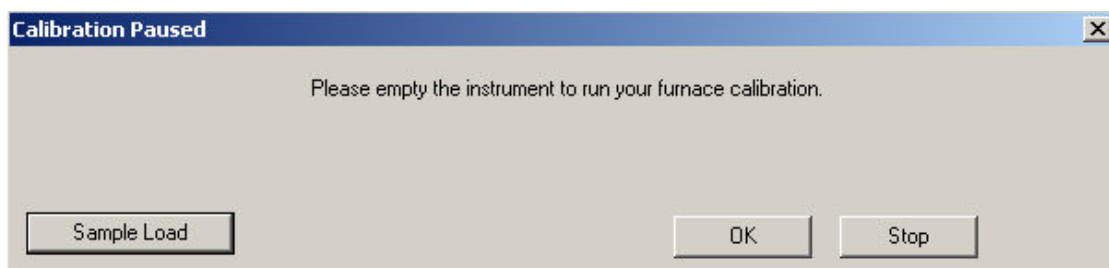 Calibration Paused
Please empty the instrument to run your furnace calibration.
Sample Load
OK
Stop